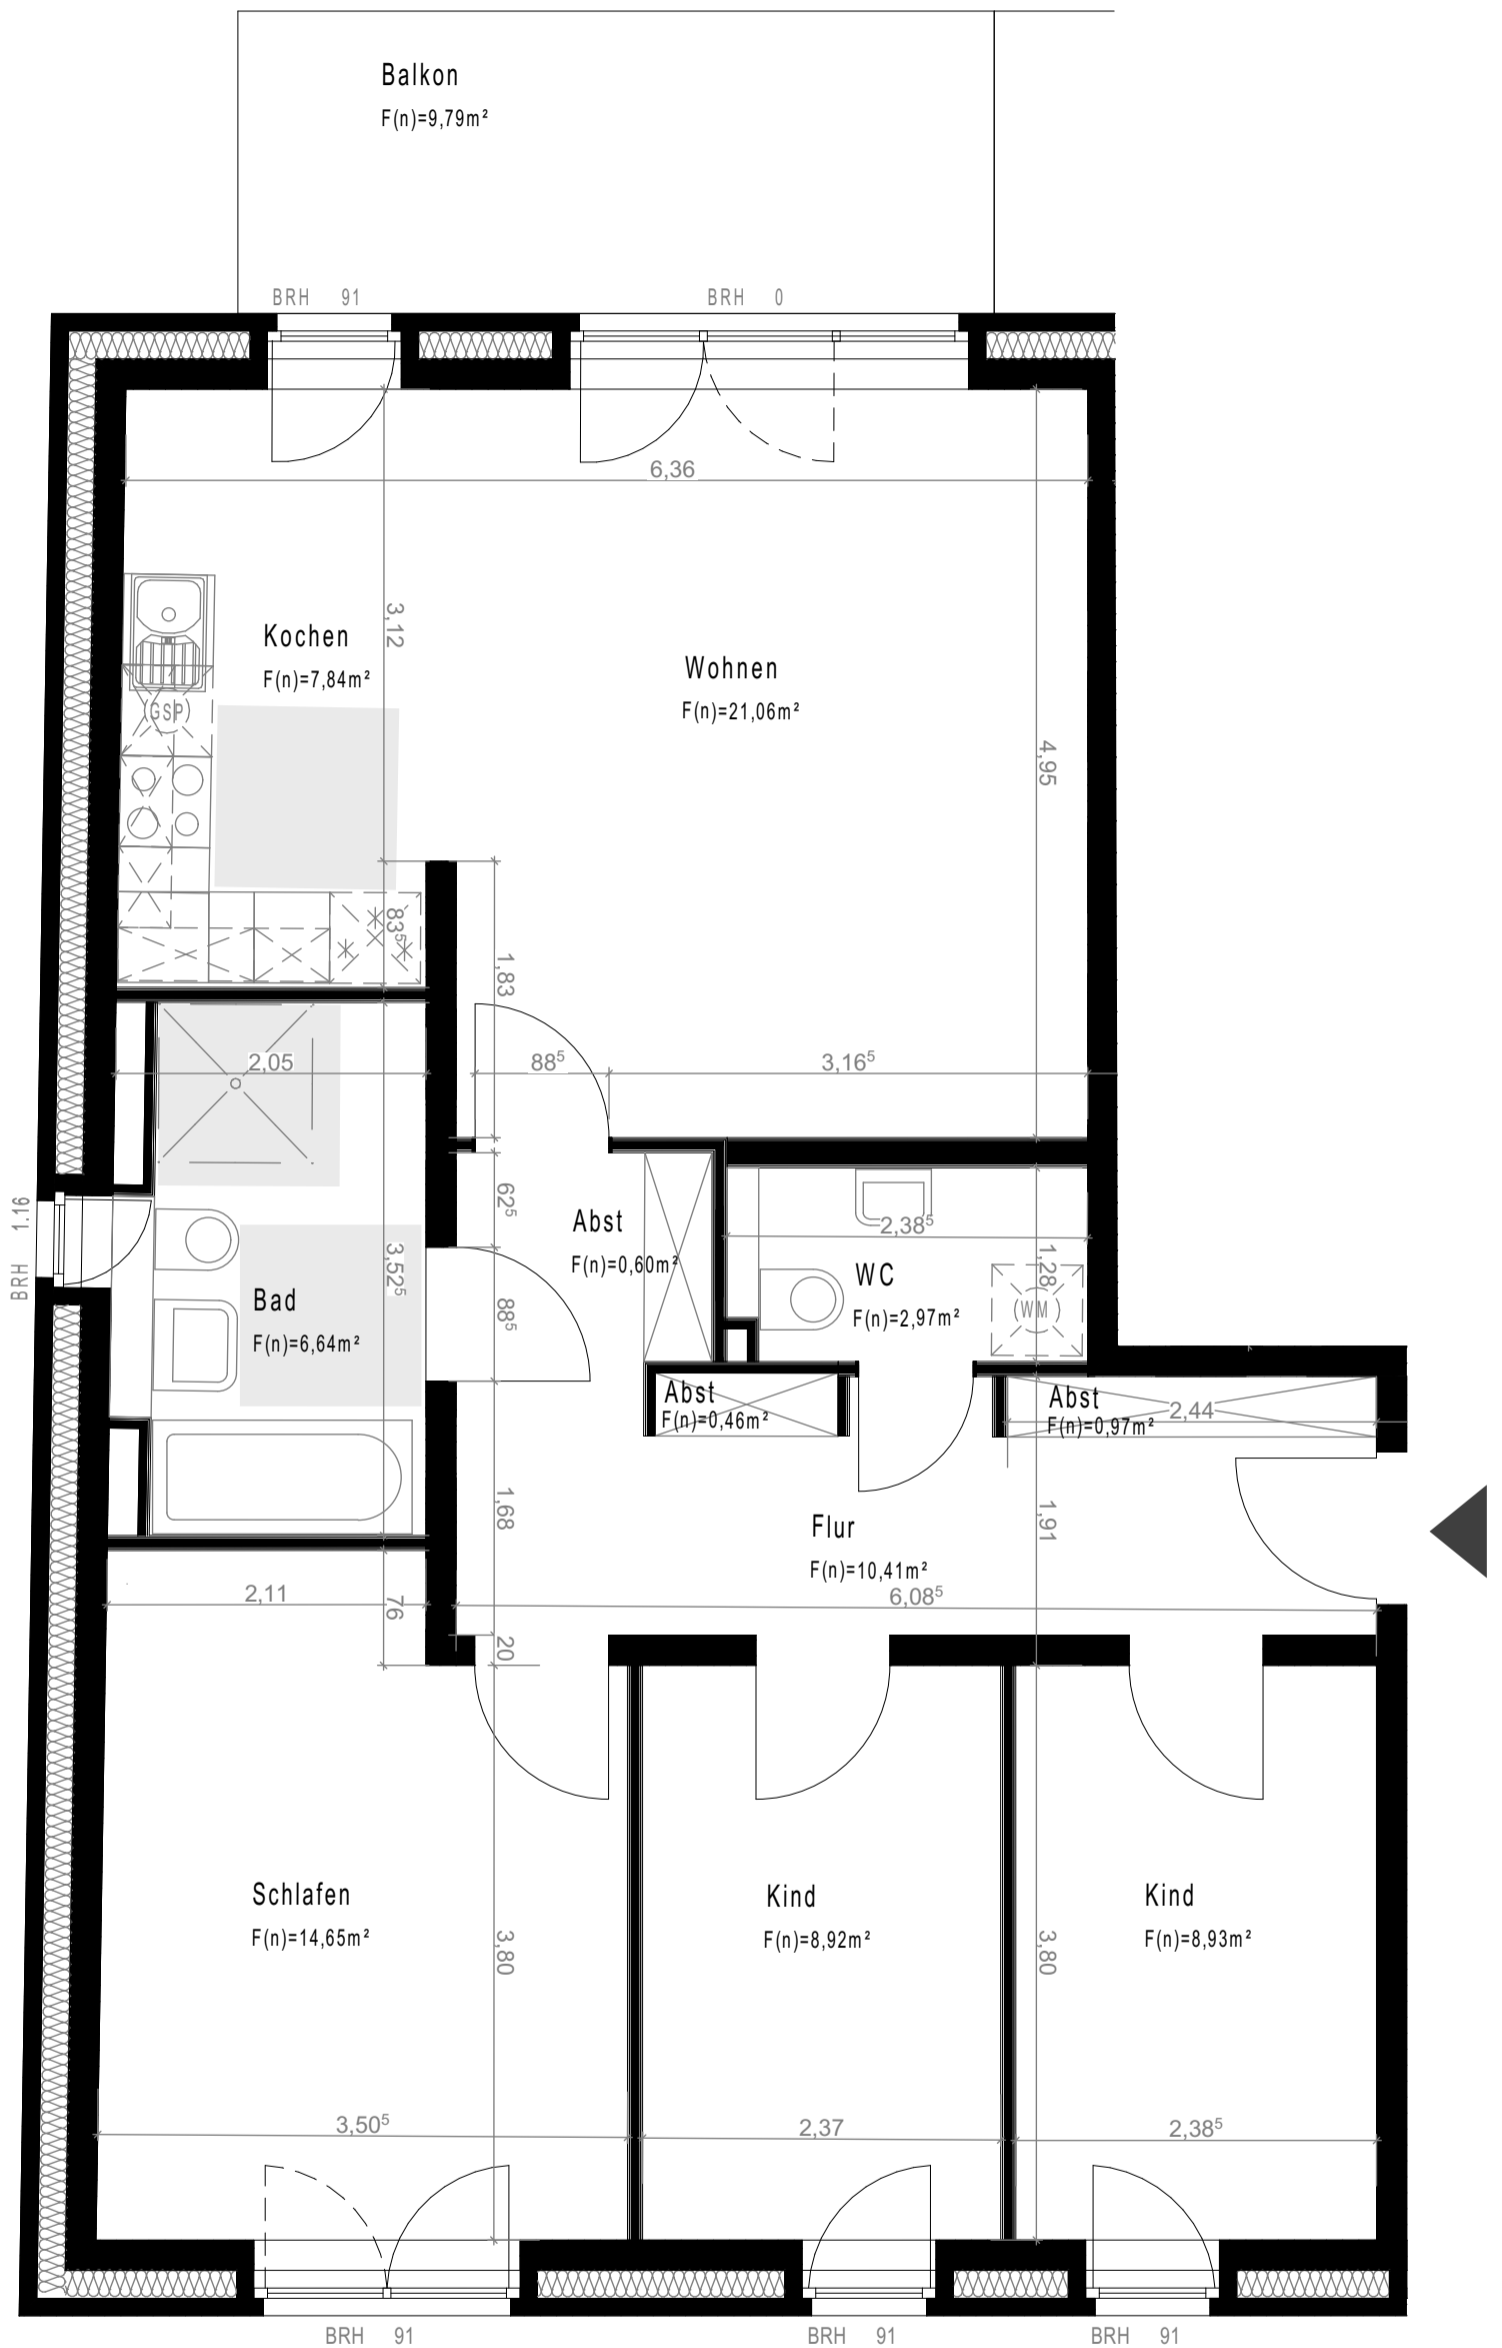 Balkon
F(n)=9,79m²
BRH 91
BRH 0
6,36
3,12
Kochen
F(n)=7,84m²
Wohnen
F(n)=21,06m²
GSP
4,95
83⁵
1,83
2,05
88⁵
3,16⁵
BRH 1.16
62⁵
Abst
F(n)=0,60m²
2,38⁵
WC
F(n)=2,97m²
1,28
WM
3,52⁵
Bad
F(n)=6,64m²
88⁵
Abst
F(n)=0,46m²
Abst
F(n)=0,97m²
2,44
1,68
1,91
Flur
F(n)=10,41m²
6,08⁵
2,11
76
20
Schlafen
F(n)=14,65m²
Kind
F(n)=8,92m²
Kind
F(n)=8,93m²
3,80
3,80
3,50⁵
2,37
2,38⁵
BRH 91
BRH 91
BRH 91